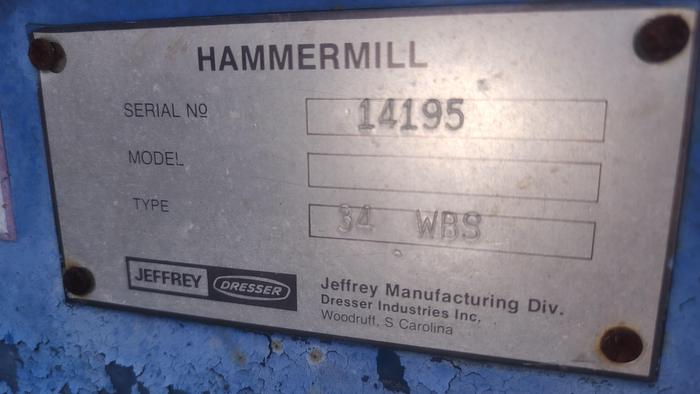 HAMMERMILL
SERIAL Nº 14195
MODEL
TYPE 34 WBS
JEFFREY DRESSER
Jeffrey Manufacturing Div.
Dresser Industries Inc.
Woodruff, S Carolina